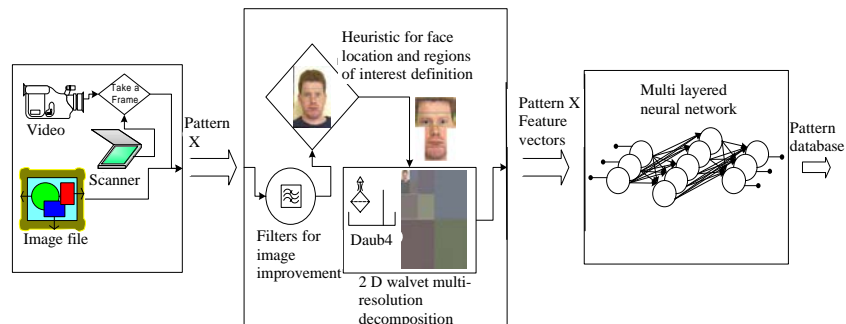 Take a
Frame
Video
Scanner
Image file
Pattern
X
Heuristic for face
location and regions
of interest definition
Filters for
image
improvement
Daub4
2 D walvet multi-
resolution
decomposition
Pattern X
Feature
vectors
Multi layered
neural network
Pattern
database